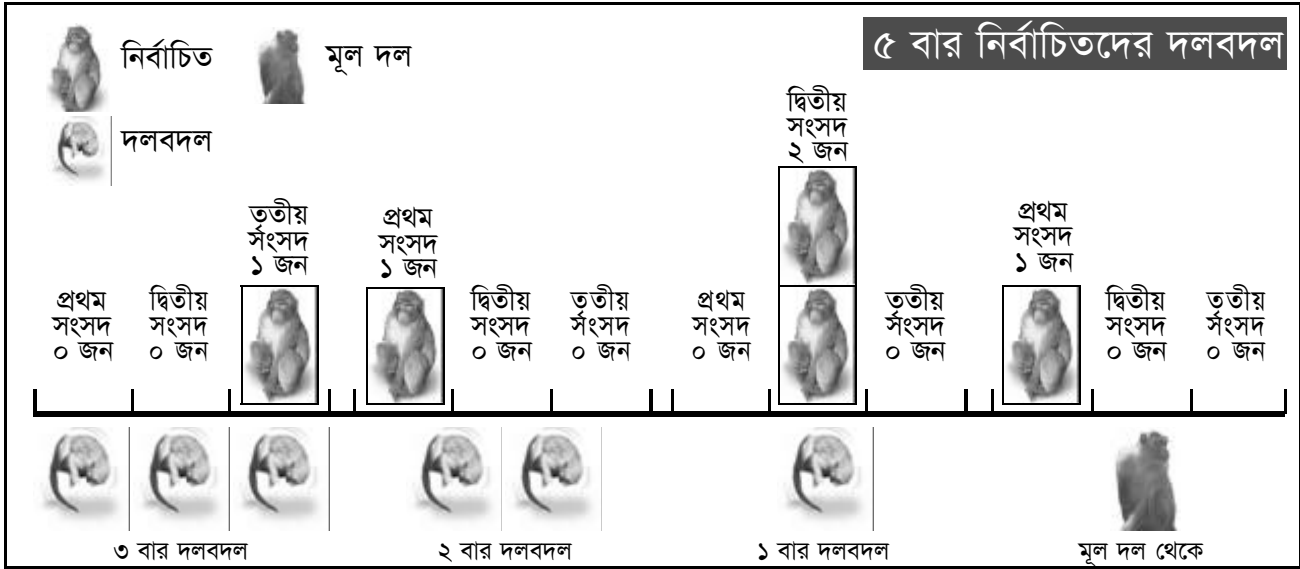 ৫ বার নির্বাচিতদের দলবদল
নির্বাচিত
মূল দল
দলবদল
প্রথম
সংসদ
০ জন
দ্বিতীয়
সংসদ
০ জন
তৃতীয়
সংসদ
১ জন
প্রথম
সংসদ
১ জন
দ্বিতীয়
সংসদ
০ জন
তৃতীয়
সংসদ
০ জন
প্রথম
সংসদ
০ জন
দ্বিতীয়
সংসদ
২ জন
তৃতীয়
সংসদ
০ জন
প্রথম
সংসদ
১ জন
দ্বিতীয়
সংসদ
০ জন
তৃতীয়
সংসদ
০ জন
৩ বার দলবদল
২ বার দলবদল
১ বার দলবদল
মূল দল থেকে